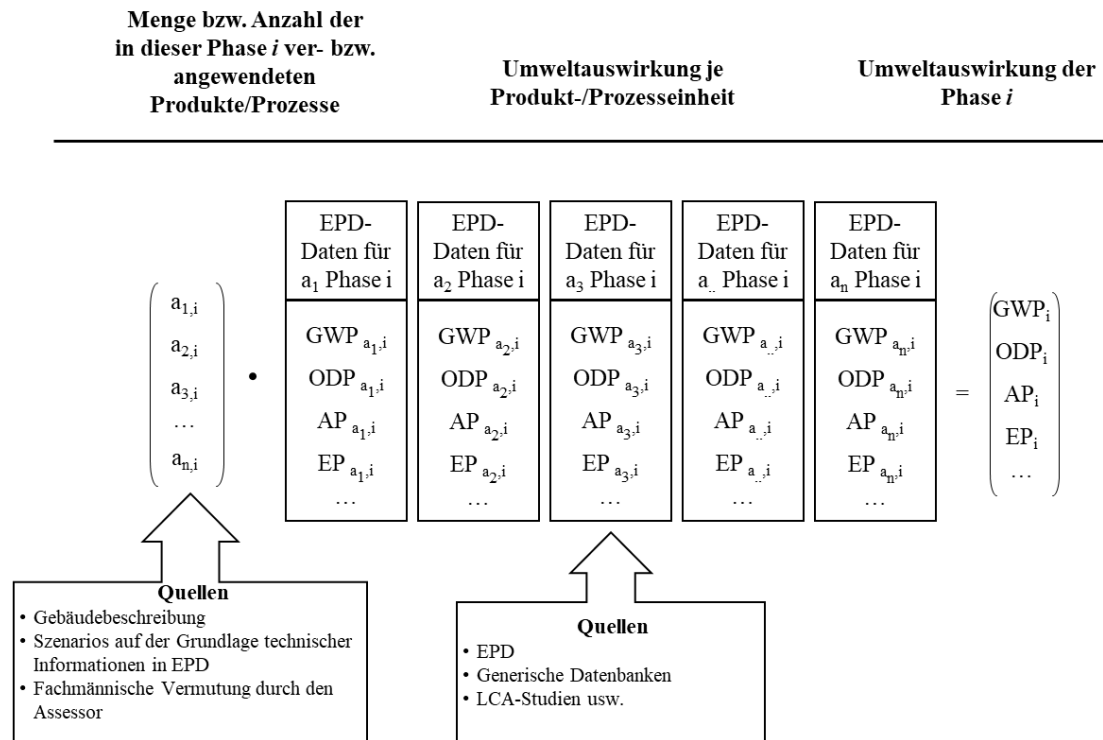 Menge bzw. Anzahl der
in dieser Phase i ver- bzw.
angewendeten
Produkte/Prozesse
Umweltauswirkung je
Produkt-/Prozesseinheit
Umweltauswirkung der
Phase i
a1,i
a2,i
a3,i
…
an,i
•
EPD-
Daten für
a1 Phase i
GWP a1,i
ODP a1,i
AP a1,i
EP a1,i
…
EPD-
Daten für
a2 Phase i
GWP a2,i
ODP a2,i
AP a2,i
EP a2,i
…
EPD-
Daten für
a3 Phase i
GWP a3,i
ODP a3,i
AP a3,i
EP a3,i
…
EPD-
Daten für
a.. Phase i
GWP a..,i
ODP a..,i
AP a..,i
EP a..,i
…
EPD-
Daten für
an Phase i
GWP an,i
ODP an,i
AP an,i
EP an,i
…
=
GWPi
ODPi
APi
EPi
…
Quellen
• Gebäudebeschreibung
• Szenarios auf der Grundlage technischer
Informationen in EPD
• Fachmännische Vermutung durch den
Assessor
Quellen
• EPD
• Generische Datenbanken
• LCA-Studien usw.